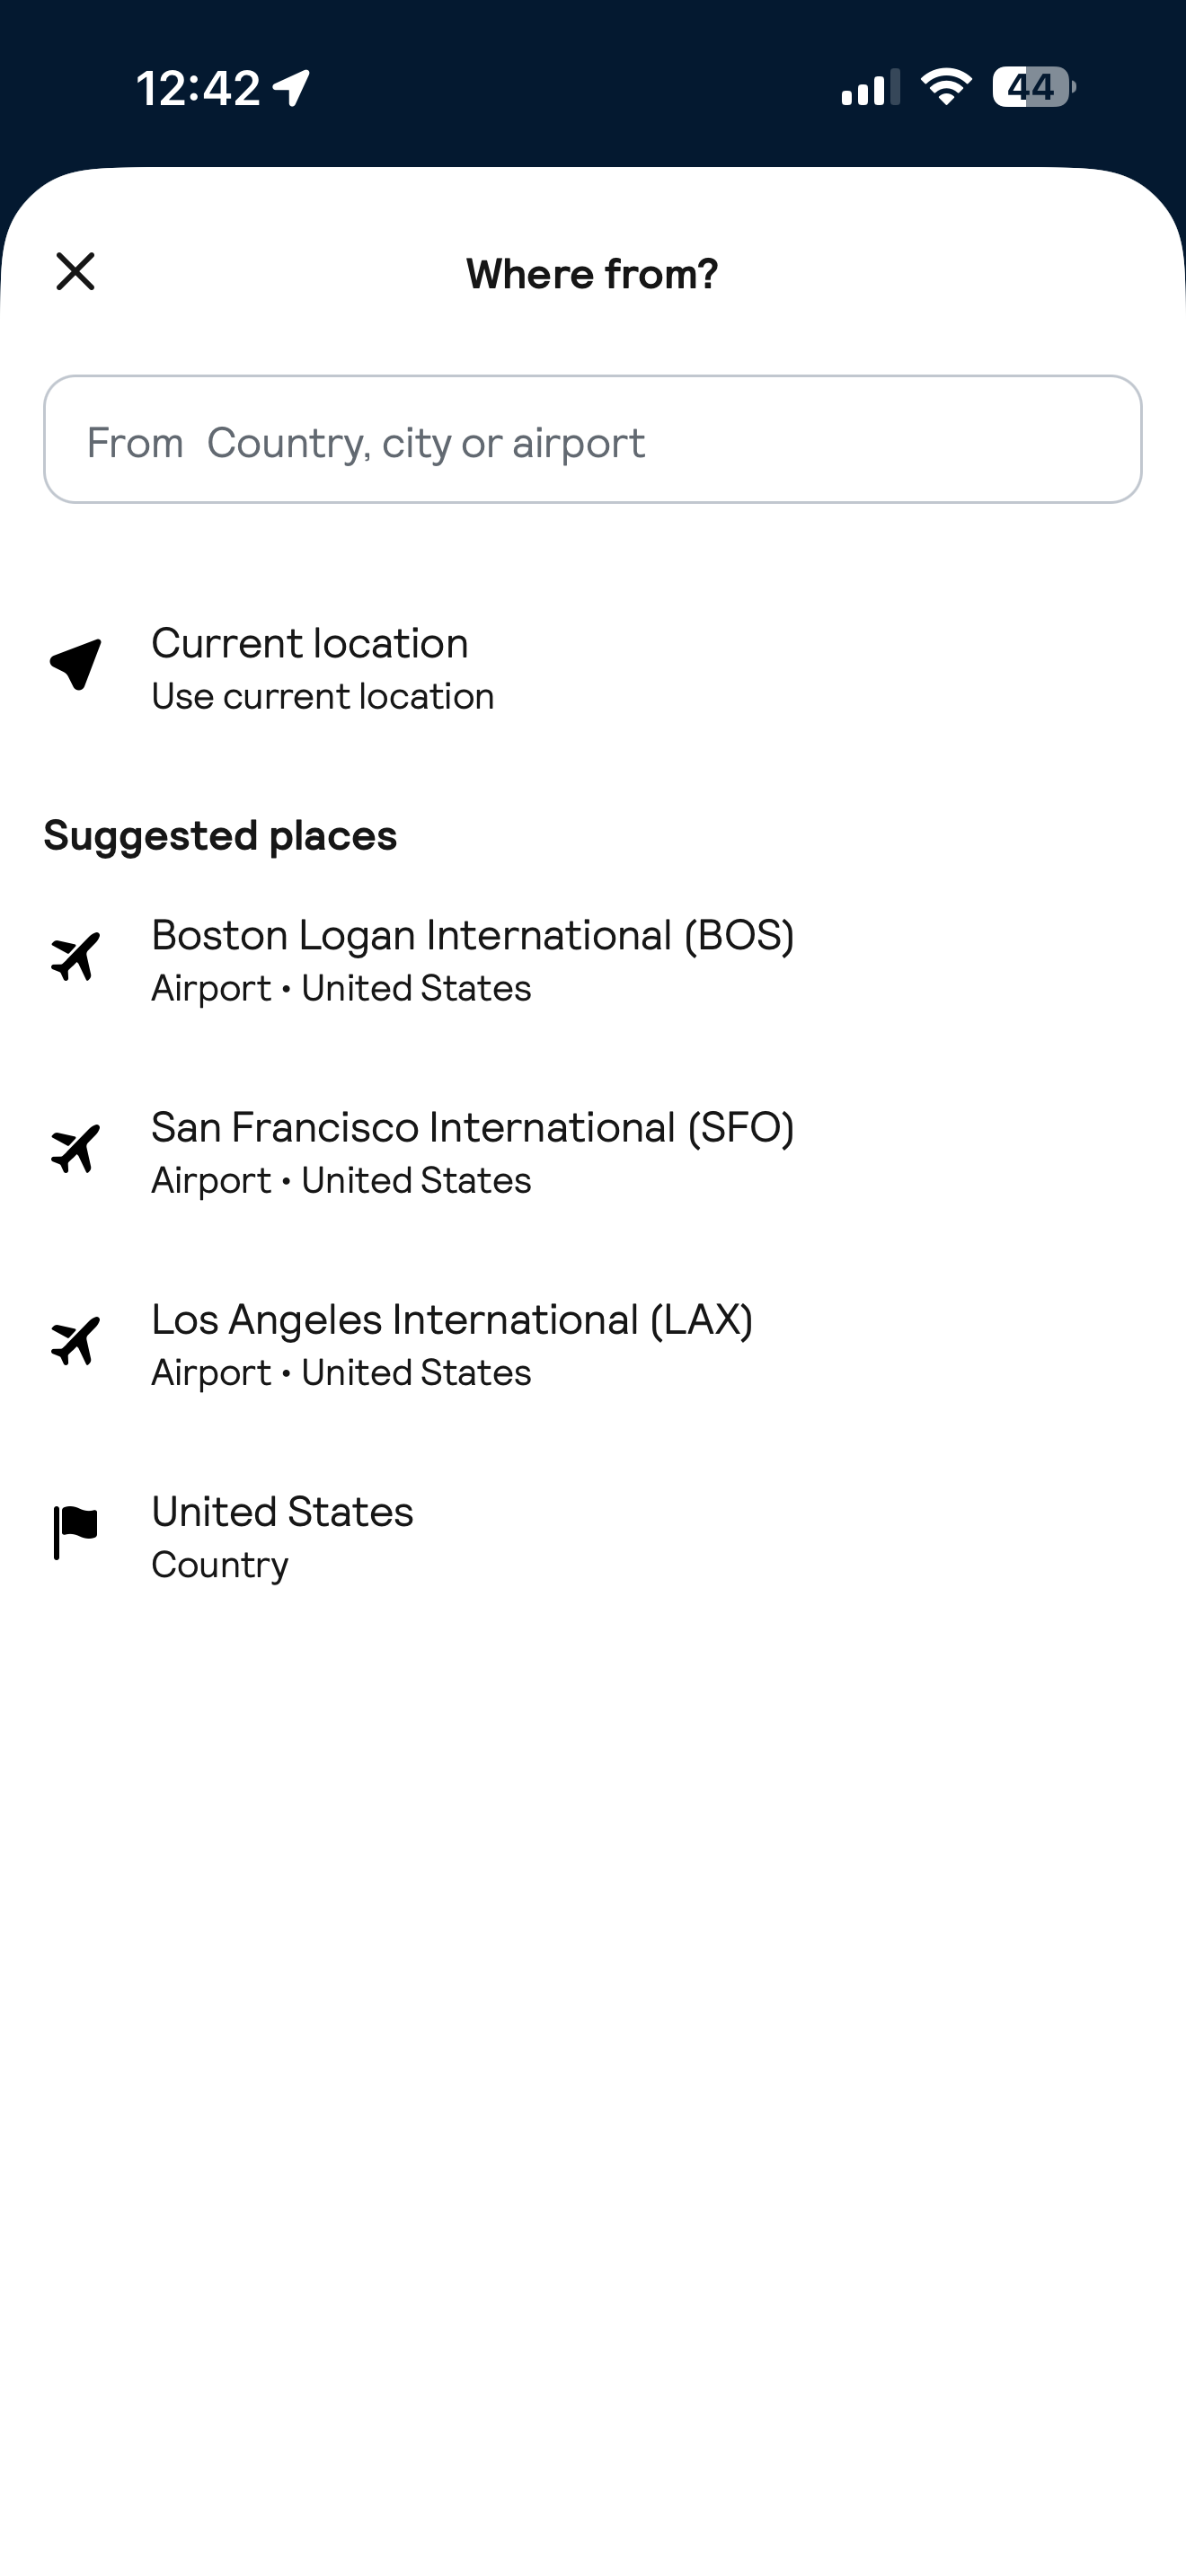 12:42
44
Where from?
From Country, city or airport
Current location
Use current location
Suggested places
Boston Logan International (BOS)
Airport • United States
San Francisco International (SFO)
Airport • United States
Los Angeles International (LAX)
Airport • United States
United States
Country